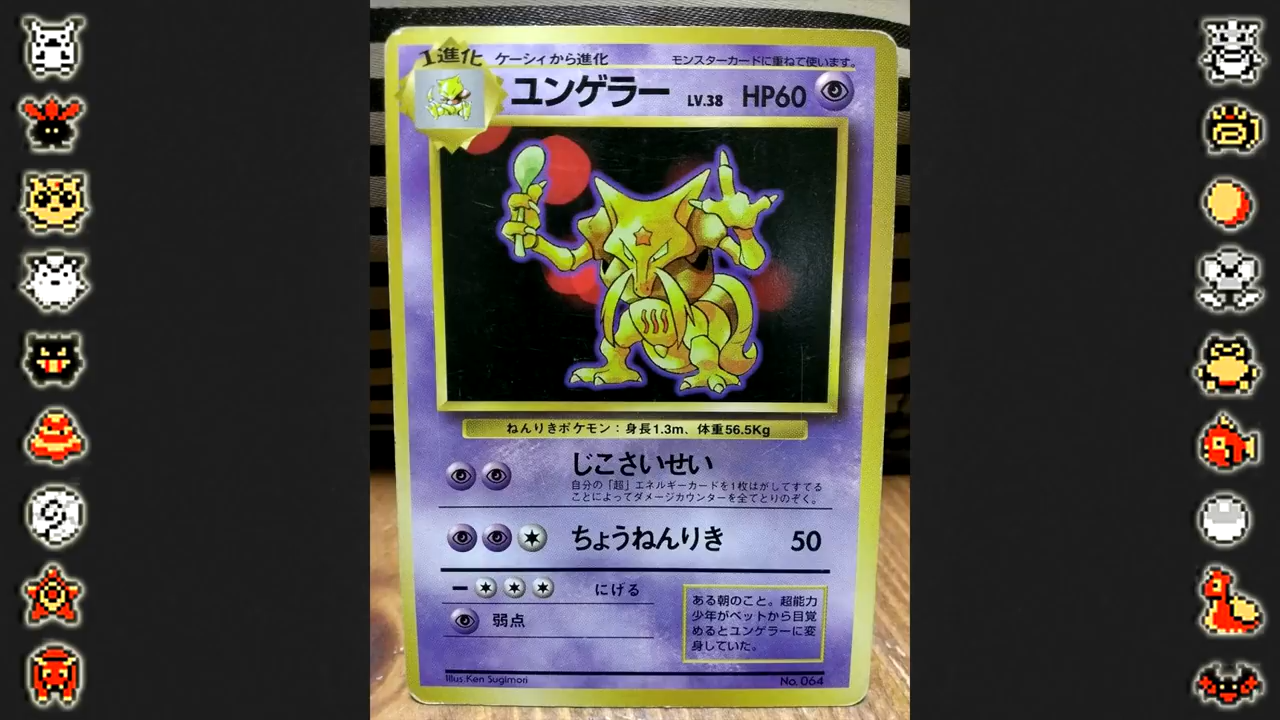 1進化 ケーシィから進化 モンスターカードに重ねて使います。
ユンゲラー LV.38 HP60
ねんりきポケモン：身長1.3m、体重56.5Kg
じこさいせい
自分の「超」エネルギーカードを1枚はがしてすてる
ことによってダメージカウンターを全てとりのぞく。
ちょうねんりき 50
にげる
弱点
ある朝のこと。超能力
少年がベットから目覚
めるとユンゲラーに変
身していた。
Illus.Ken Sugimori No. 064